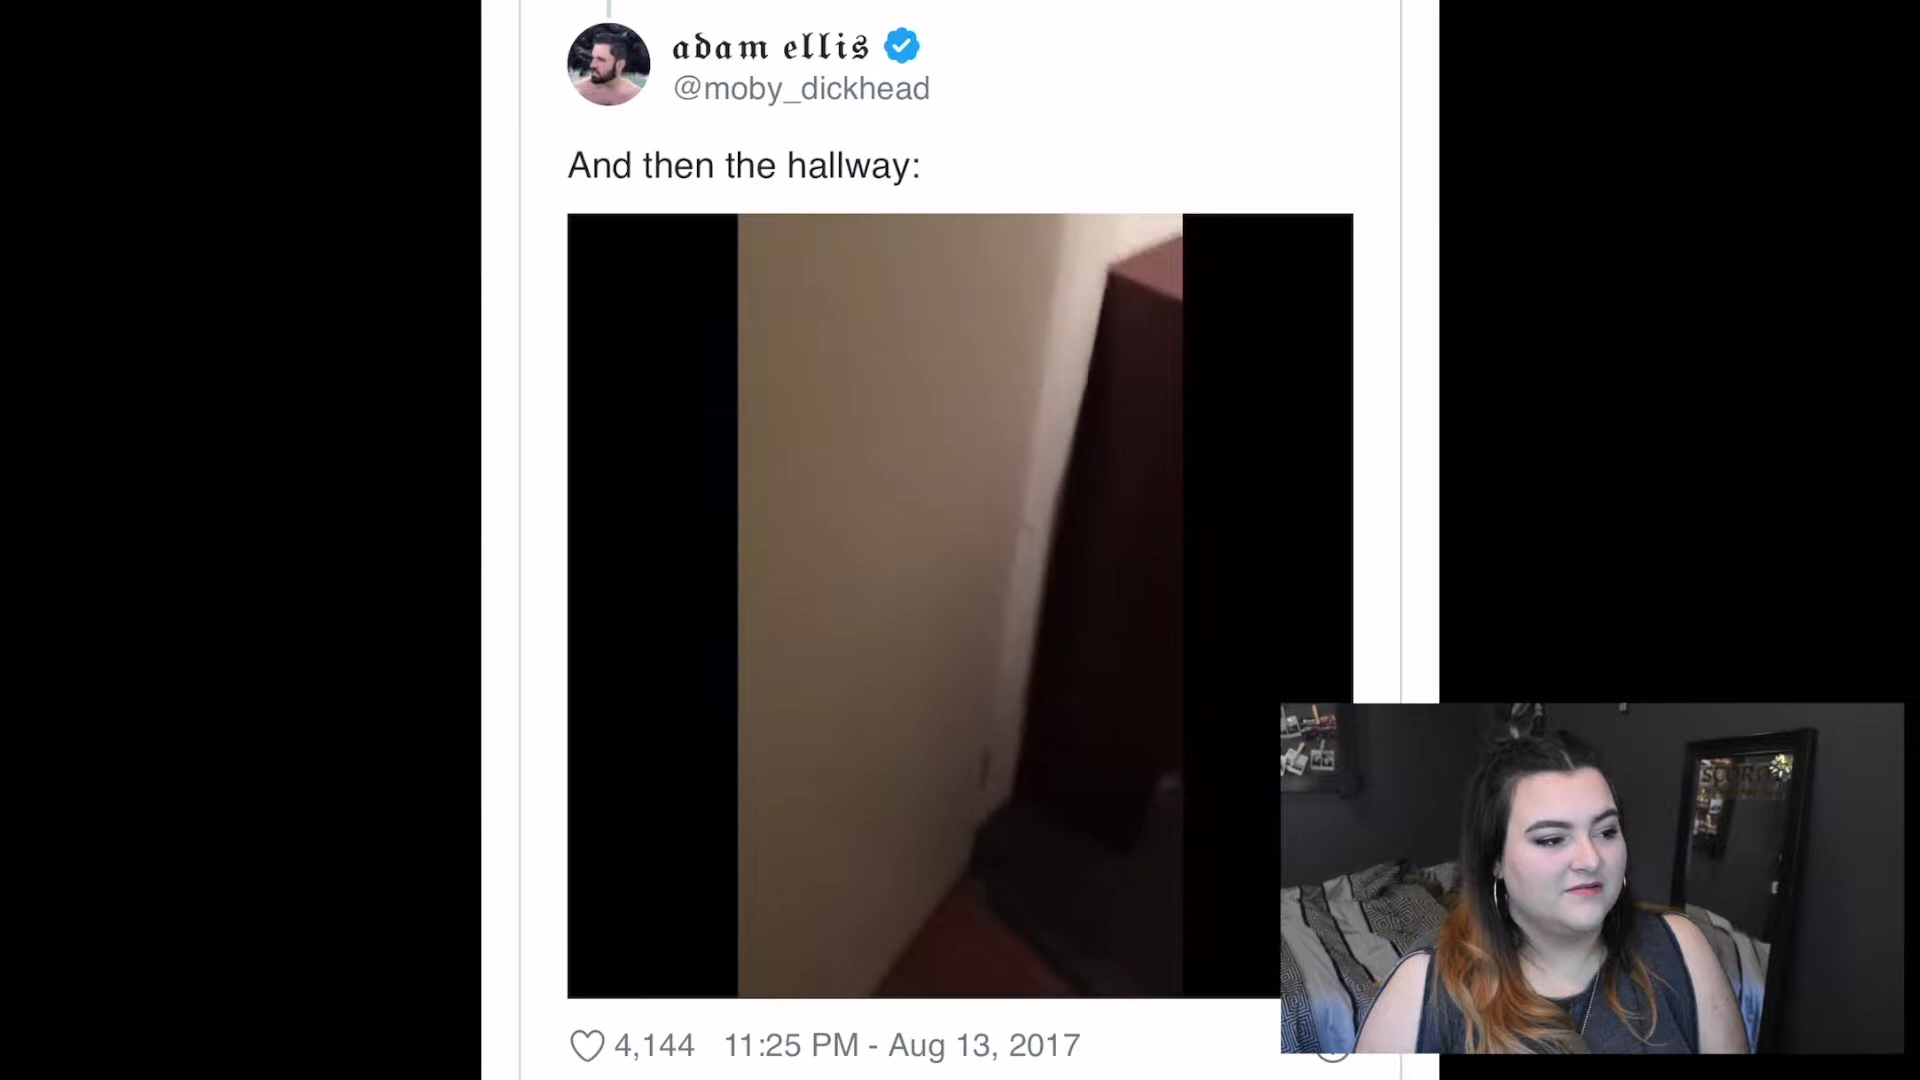 adam ellis
@moby_dickhead
And then the hallway:
4,144 11:25 PM - Aug 13, 2017